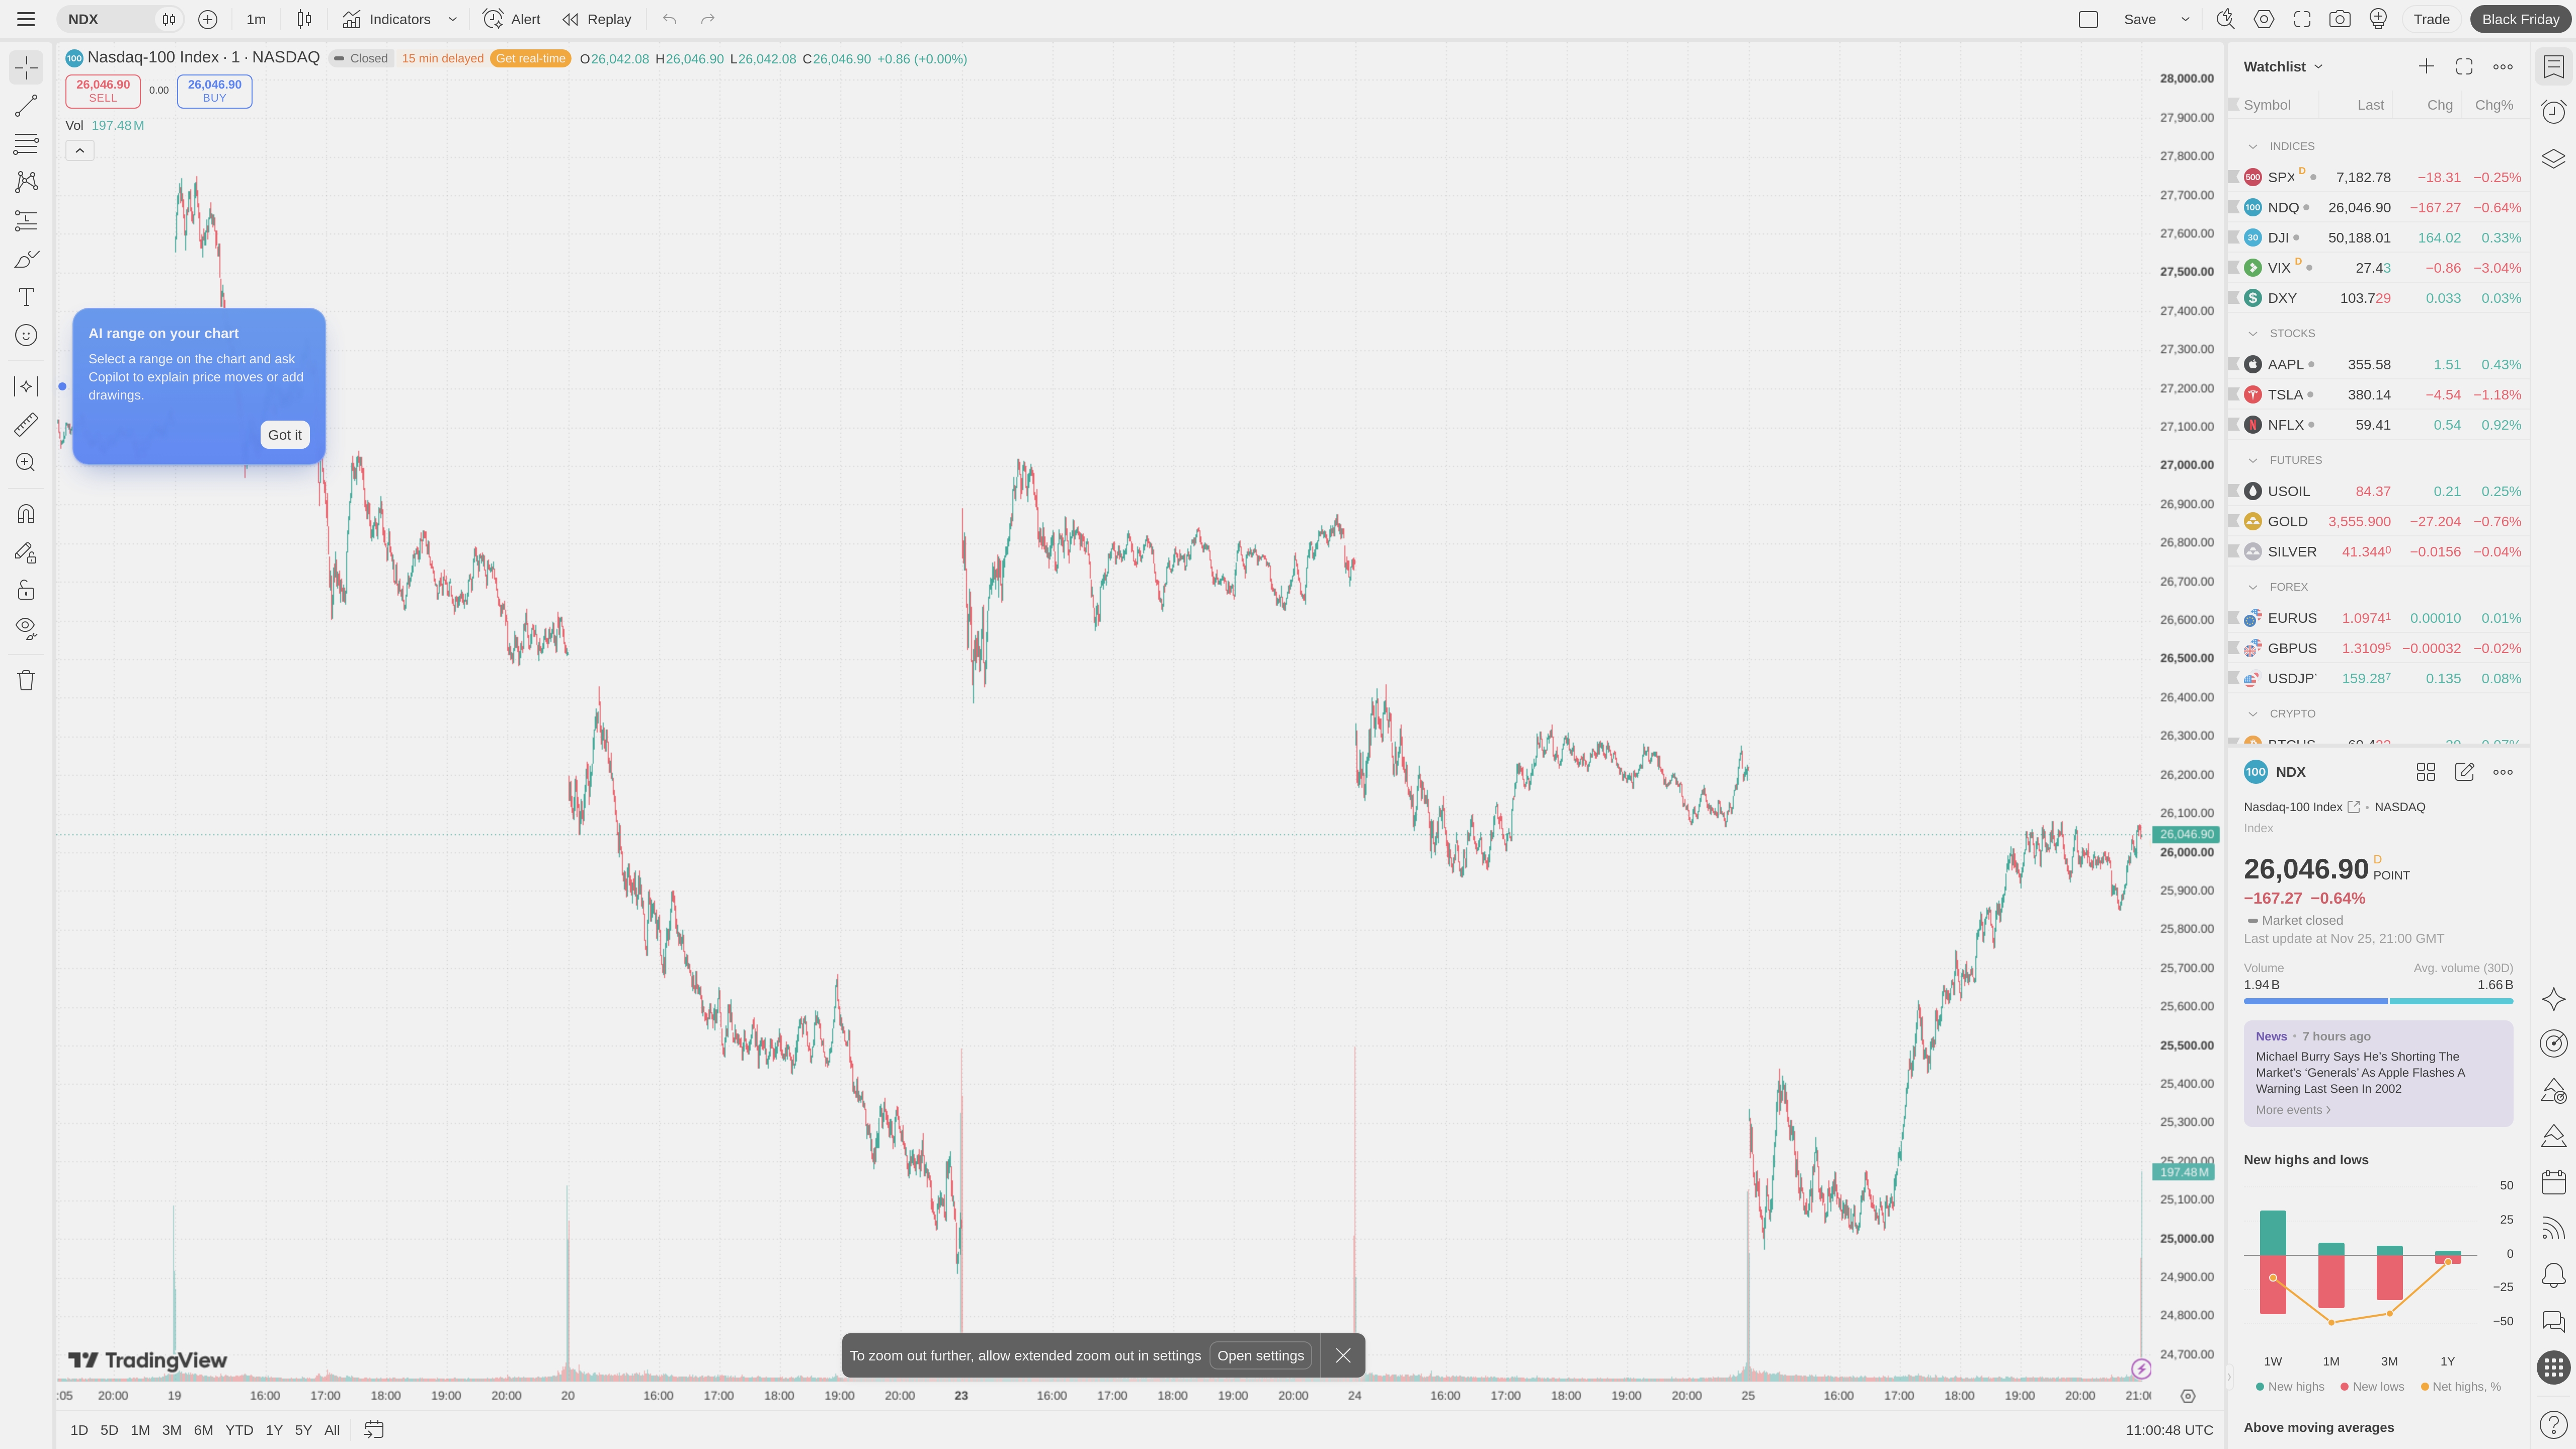 NDX
1m
Indicators
Alert
Replay
Save
Trade
Black Friday
100 Nasdaq-100 Index · 1 · NASDAQ Closed 15 min delayed Get real-time O26,042.08 H26,046.90 L26,042.08 C26,046.90 +0.86 (+0.00%)
26,046.90 SELL
0.00
26,046.90 BUY
Vol 197.48 M
AI range on your chart
Select a range on the chart and ask
Copilot to explain price moves or add
drawings.
Got it
28,000.00
27,900.00
27,800.00
27,700.00
27,600.00
27,500.00
27,400.00
27,300.00
27,200.00
27,100.00
27,000.00
26,900.00
26,800.00
26,700.00
26,600.00
26,500.00
26,400.00
26,300.00
26,200.00
26,100.00
26,046.90
26,000.00
25,900.00
25,800.00
25,700.00
25,600.00
25,500.00
25,400.00
25,300.00
25,200.00
197.48 M
25,100.00
25,000.00
24,900.00
24,800.00
24,700.00
TradingView
To zoom out further, allow extended zoom out in settings Open settings
:05 20:00 19 16:00 17:00 18:00 19:00 20:00 20 16:00 17:00 18:00 19:00 20:00 23 16:00 17:00 18:00 19:00 20:00 24 16:00 17:00 18:00 19:00 20:00 25 16:00 17:00 18:00 19:00 20:00 21:0
1D 5D 1M 3M 6M YTD 1Y 5Y All
11:00:48 UTC
Watchlist
Symbol Last Chg Chg%
INDICES
500 SPX D 7,182.78 −18.31 −0.25%
100 NDQ 26,046.90 −167.27 −0.64%
30 DJI 50,188.01 164.02 0.33%
VIX D 27.43 −0.86 −3.04%
$ DXY 103.729 0.033 0.03%
STOCKS
AAPL 355.58 1.51 0.43%
TSLA 380.14 −4.54 −1.18%
N NFLX 59.41 0.54 0.92%
FUTURES
USOIL 84.37 0.21 0.25%
GOLD 3,555.900 −27.204 −0.76%
SILVER 41.3440 −0.0156 −0.04%
FOREX
EURUS 1.09741 0.00010 0.01%
GBPUS 1.31095 −0.00032 −0.02%
USDJP 159.287 0.135 0.08%
CRYPTO
100 NDX
Nasdaq-100 Index • NASDAQ
Index
26,046.90 D POINT
−167.27 −0.64%
Market closed
Last update at Nov 25, 21:00 GMT
Volume Avg. volume (30D)
1.94 B 1.66 B
News • 7 hours ago
Michael Burry Says He's Shorting The
Market's ‘Generals’ As Apple Flashes A
Warning Last Seen In 2002
More events
New highs and lows
50
25
0
−25
−50
1W 1M 3M 1Y
New highs New lows Net highs, %
Above moving averages